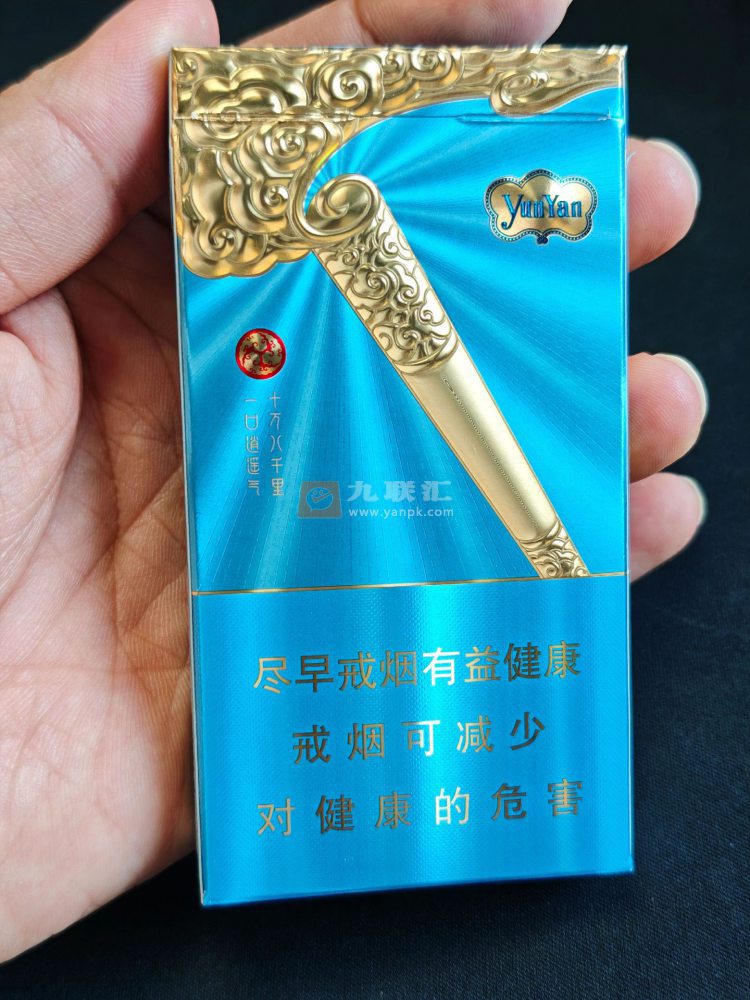 YunYan
十万八千里
一口逍遥气
九联汇
www.yanpk.com
尽早戒烟有益健康
戒烟可减少
对健康的危害